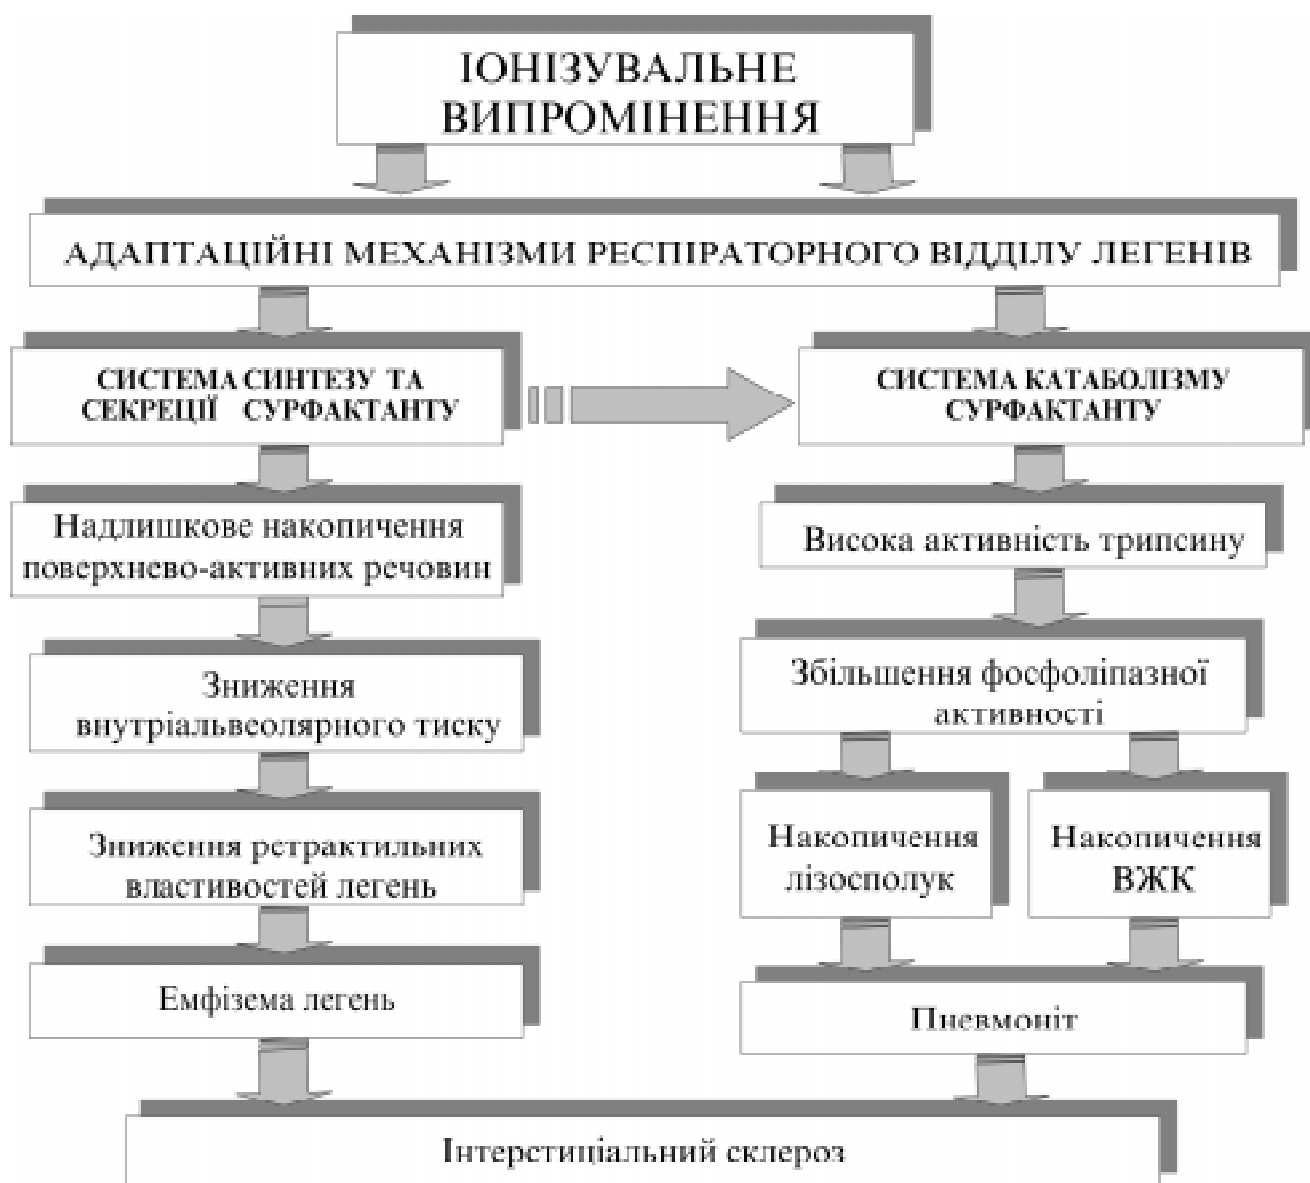 ІОНІЗУВАЛЬНЕ
ВИПРОМІНЕННЯ
АДАПТАЦІЙНІ МЕХАНІЗМИ РЕСПІРАТОРНОГО ВІДДІЛУ ЛЕГЕНІВ
СИСТЕМА СИНТЕЗУ ТА
СЕКРЕЦІЇ СУРФАКТАНТУ
СИСТЕМА КАТАБОЛІЗМУ
СУРФАКТАНТУ
Надлишкове накопичення
поверхнево-активних речовин
Висока активність трипсину
Зниження
внутріальвеолярного тиску
Збільшення фосфоліпазної
активності
Зниження ретрактильних
властивостей легень
Накопичення
лізосполук
Накопичення
ВЖК
Емфізема легень
Пневмоніт
Інтерстиціальний склероз